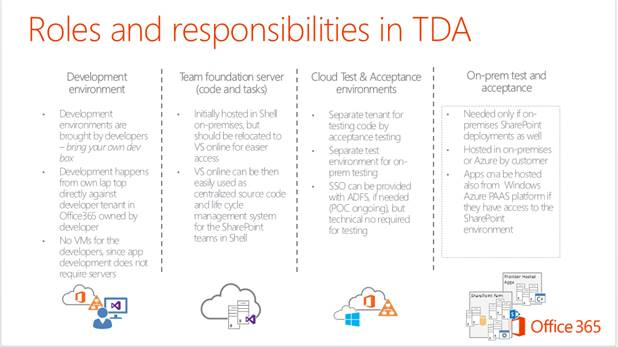 Roles and responsibilities in TDA
Development
environment
• Development
environments are
brought by developers
– bring your own dev
box
• Development happens
from own lap top
directly against
developer tenant in
Office365 owned by
developer
• No VMs for the
developers, since app
development does not
require servers
Team foundation server
(code and tasks)
• Initially hosted in Shell
on-premises, but
should be relocated to
VS online for easier
access
• VS online can be then
easily used as
centralized source code
and life cycle
management system
for the SharePoint
teams in Shell
Cloud Test & Acceptance
environments
• Separate tenant for
testing code by
acceptance testing
• Separate test
environment for on-
prem testing
• SSO can be provided
with ADFS, if needed
(POC ongoing), but
technical no required
for testing
On-prem test and
acceptance
• Needed only if on-
premises SharePoint
deployments as well
• Hosted in on-premises
or Azure by customer
• Apps cna be hosted
also from Windows
Azure PAAS platform if
they have access to the
SharePoint
environment
Provider Hosted
Apps
SharePoint Farm
Office 365